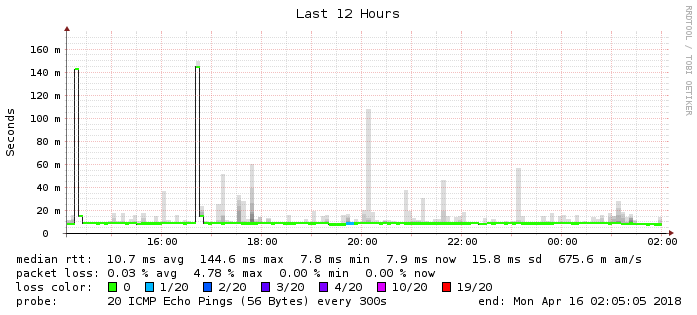 Last 12 Hours
RRDTOOL / TOBI OETIKER
Seconds
160 m
140 m
120 m
100 m
80 m
60 m
40 m
20 m
0
16:00 18:00 20:00 22:00 00:00 02:00
median rtt: 10.7 ms avg 144.6 ms max 7.8 ms min 7.9 ms now 15.8 ms sd 675.6 m am/s
packet loss: 0.03 % avg 4.78 % max 0.00 % min 0.00 % now
loss color: 0 1/20 2/20 3/20 4/20 10/20 19/20
probe: 20 ICMP Echo Pings (56 Bytes) every 300s end: Mon Apr 16 02:05:05 2018